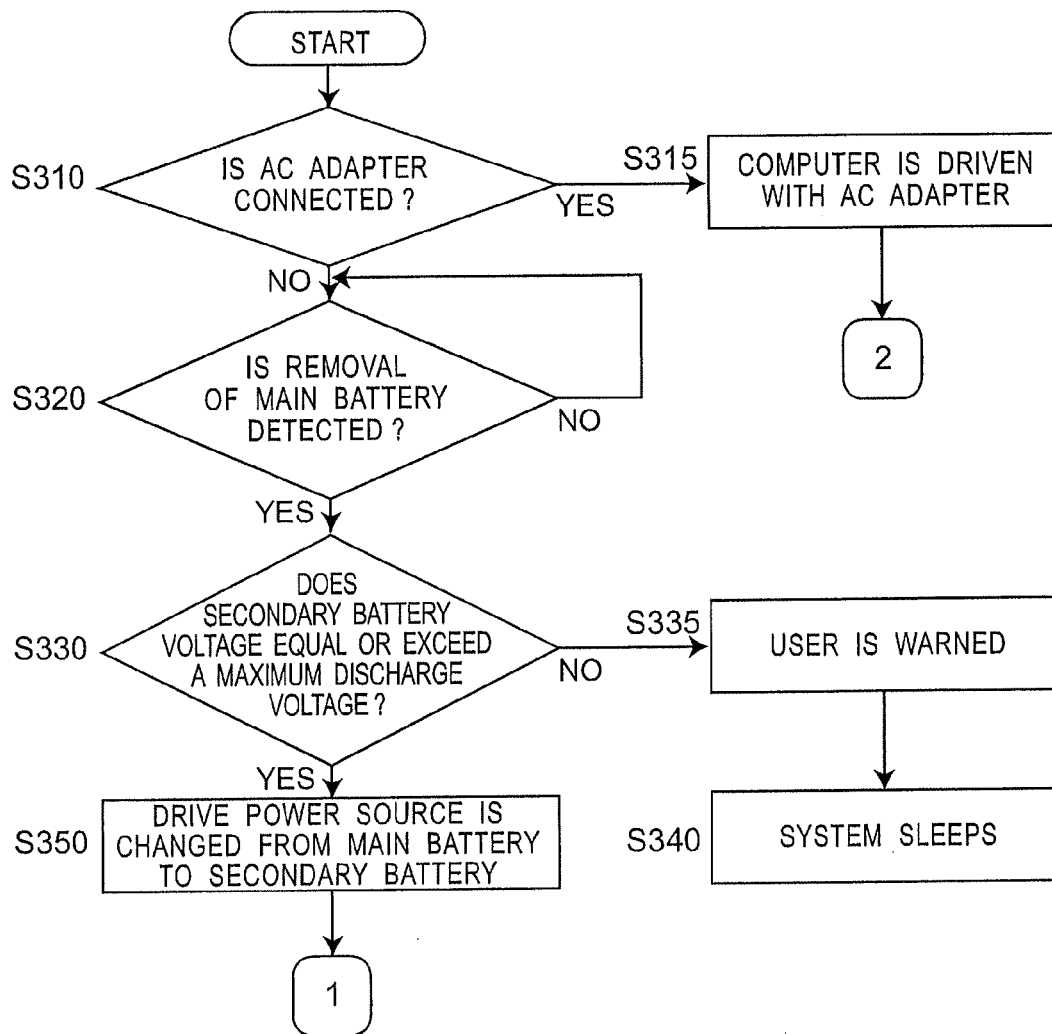 START
S310
IS AC ADAPTER
CONNECTED ?
YES
NO
S315
COMPUTER IS DRIVEN
WITH AC ADAPTER
2
S320
IS REMOVAL
OF MAIN BATTERY
DETECTED ?
NO
YES
S330
DOES
SECONDARY BATTERY
VOLTAGE EQUAL OR EXCEED
A MAXIMUM DISCHARGE
VOLTAGE ?
NO
YES
S335
USER IS WARNED
S340
SYSTEM SLEEPS
S350
DRIVE POWER SOURCE IS
CHANGED FROM MAIN BATTERY
TO SECONDARY BATTERY
1